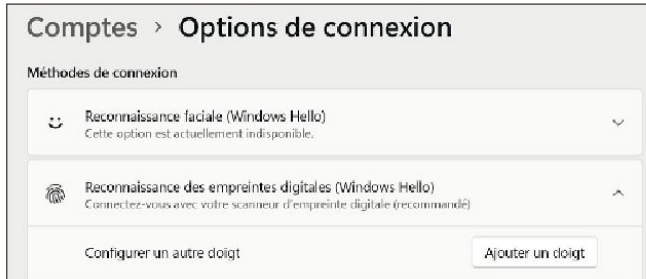 Comptes > Options de connexion
Méthodes de connexion
Reconnaissance faciale (Windows Hello)
Cette option est actuellement indisponible.
Reconnaissance des empreintes digitales (Windows Hello)
Connectez-vous avec votre scanneur d'empreinte digitale (recommandé)
Configurer un autre doigt Ajouter un doigt